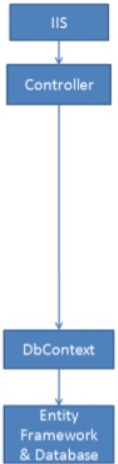 IIS
Controller
DbContext
Entity
Framework
& Database